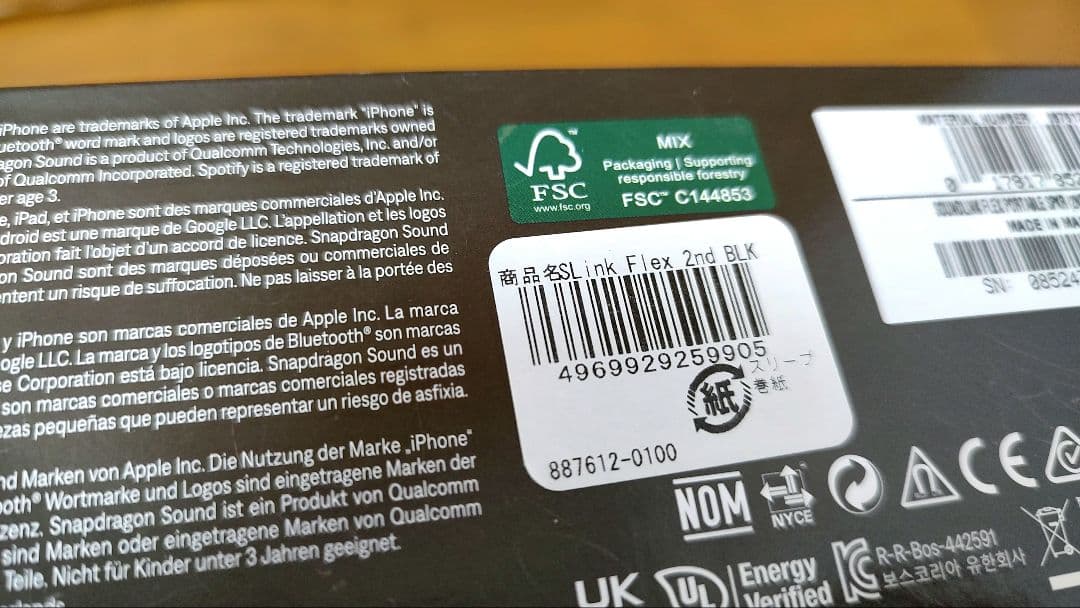 iPhone are trademarks of Apple Inc. The trademark "iPhone" is
uetooth® word mark and logos are registered trademarks owned
agon Sound is a product of Qualcomm Technologies, Inc. and/or
of Qualcomm Incorporated. Spotify is a registered trademark of
er age 3.
e, iPad, et iPhone sont des marques commerciales d'Apple Inc.
droid est une marque de Google LLC. L'appellation et les logos
oration fait l'objet d'un accord de licence. Snapdragon Sound
on Sound sont des marques déposées ou commerciales de
entent un risque de suffocation. Ne pas laisser à la portée des
y iPhone son marcas comerciales de Apple Inc. La marca
ogle LLC. La marca y los logotipos de Bluetooth® son marcas
se Corporation está bajo licencia. Snapdragon Sound es un
son marcas comerciales o marcas comerciales registradas
ezas pequeñas que pueden representar un riesgo de asfixia.
nd Marken von Apple Inc. Die Nutzung der Marke „iPhone"
ooth® Wortmarke und Logos sind eingetragene Marken der
zenz. Snapdragon Sound ist ein Produkt von Qualcomm
sind Marken oder eingetragene Marken von Qualcomm
Teile. Nicht für Kinder unter 3 Jahren geeignet.
FSC
www.fsc.org
MIX
Packaging | Supporting
responsible forestry
FSC™ C144853
商品名SLink Flex 2nd BLK
4969929259905
紙
スリーブ
巻紙
887612-0100
MADE IN
SN: 08524
NOM
NYCE
CE
UK
UL
Energy
Verified
R-R-Bos-442591
보스코리아 유한회사